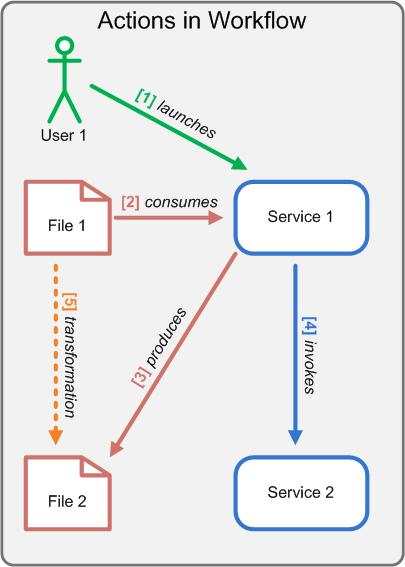 Actions in Workflow
[1] launches
User 1
[2] consumes
File 1
Service 1
[5] transformation
[3] produces
[4] invokes
File 2
Service 2